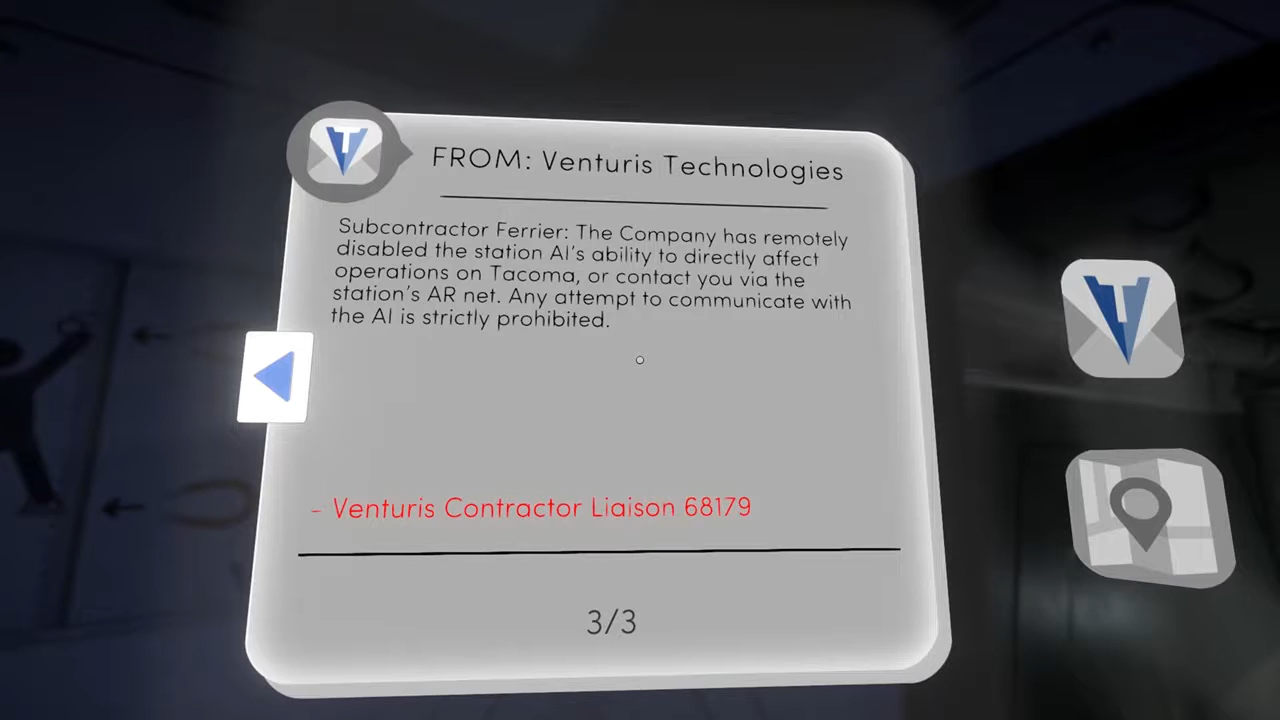 FROM: Venturis Technologies
Subcontractor Ferrier: The Company has remotely
disabled the station AI's ability to directly affect
operations on Tacoma, or contact you via the
station's AR net. Any attempt to communicate with
the AI is strictly prohibited.
– Venturis Contractor Liaison 68179
3/3